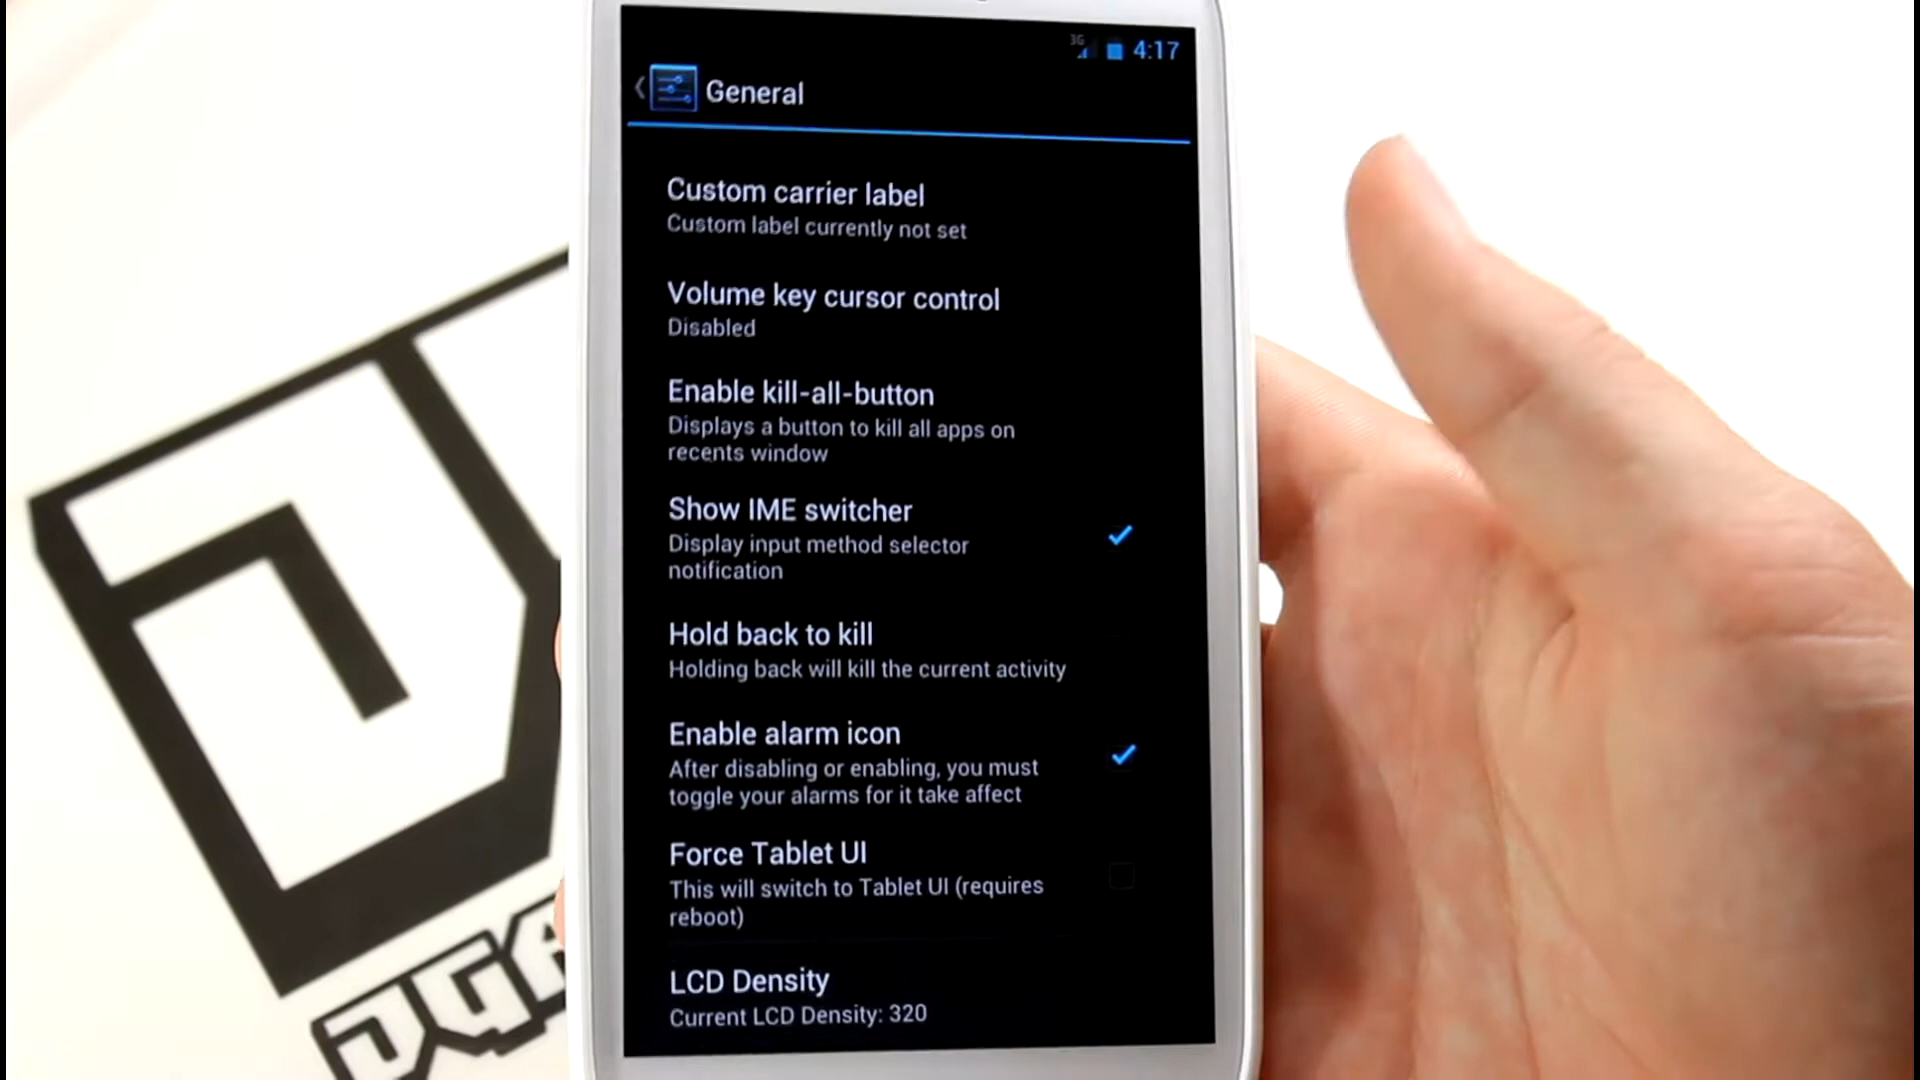 3G 4:17
General
Custom carrier label
Custom label currently not set
Volume key cursor control
Disabled
Enable kill-all-button
Displays a button to kill all apps on
recents window
Show IME switcher
Display input method selector
notification
Hold back to kill
Holding back will kill the current activity
Enable alarm icon
After disabling or enabling, you must
toggle your alarms for it take affect
Force Tablet UI
This will switch to Tablet UI (requires
reboot)
LCD Density
Current LCD Density: 320